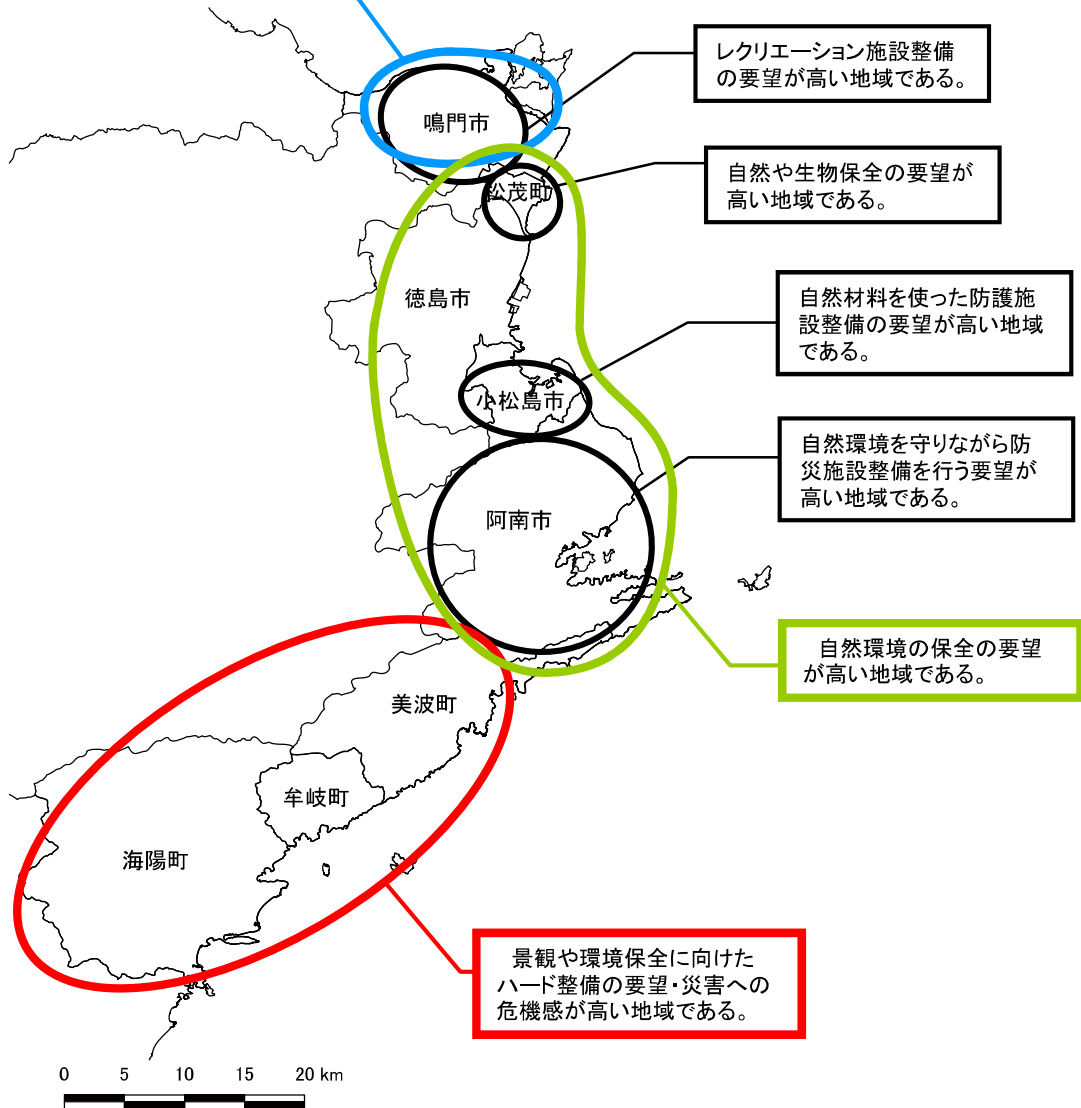 レクリエーション施設整備
の要望が高い地域である。
鳴門市
自然や生物保全の要望が
高い地域である。
松茂町
徳島市
自然材料を使った防護施
設整備の要望が高い地域
である。
小松島市
自然環境を守りながら防
災施設整備を行う要望が
高い地域である。
阿南市
自然環境の保全の要望
が高い地域である。
美波町
牟岐町
海陽町
景観や環境保全に向けた
ハード整備の要望・災害への
危機感が高い地域である。
0 5 10 15 20 km